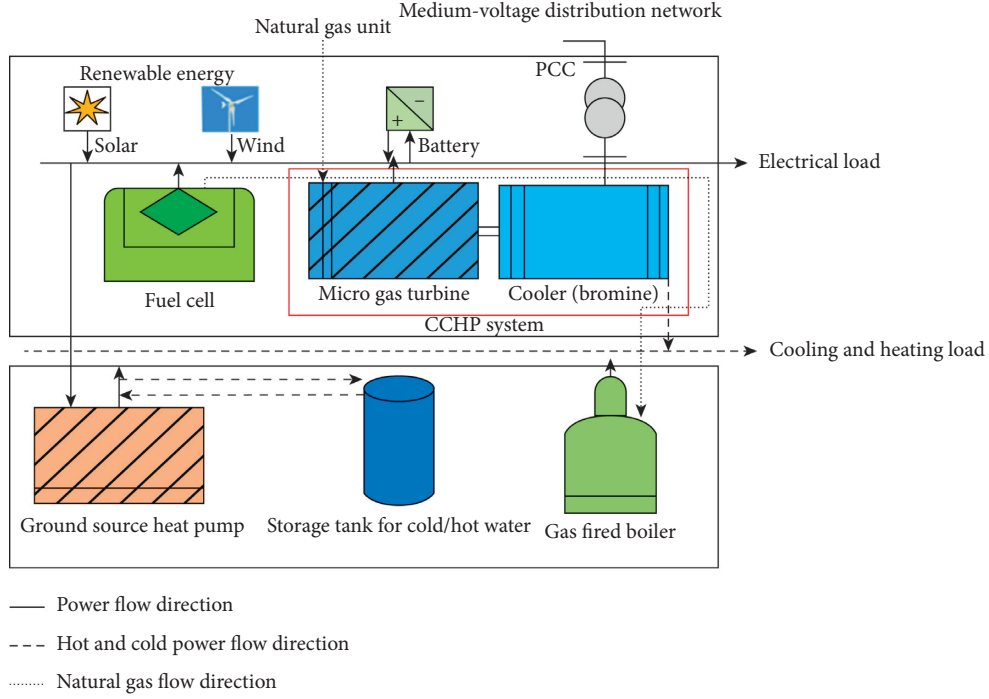 Medium-voltage distribution network
Natural gas unit
PCC
Renewable energy
Solar
Wind
+ −
Battery
Electrical load
Fuel cell
Micro gas turbine
Cooler (bromine)
CCHP system
Cooling and heating load
Ground source heat pump
Storage tank for cold/hot water
Gas fired boiler
Power flow direction
Hot and cold power flow direction
Natural gas flow direction